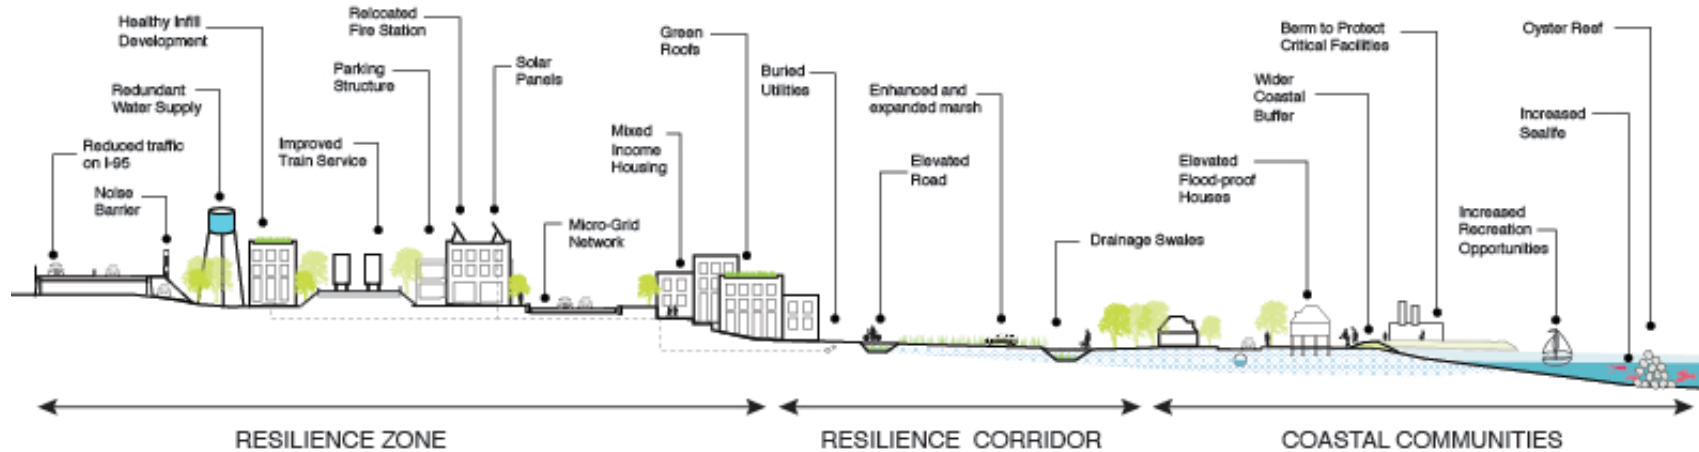 Healthy Infill
Development
Relcoated
Fire Station
Green
Roofs
Berm to Protect
Critical Facilities
Oyster Reef
Redundant
Water Supply
Parking
Structure
Solar
Panels
Buried
Utilities
Enhanced and
expanded marsh
Wider
Coastal
Buffer
Increased
Sealife
Reduced traffic
on I-95
Improved
Train Service
Mixed
Income
Housing
Elevated
Road
Elevated
Flood-proof
Houses
Noise
Barrier
Micro-Grid
Network
Drainage Swales
Increased
Recreation
Opportunities
RESILIENCE ZONE
RESILIENCE CORRIDOR
COASTAL COMMUNITIES